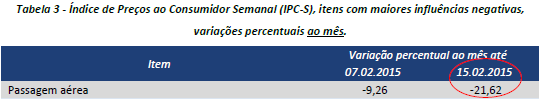 Tabela 3 - Índice de Preços ao Consumidor Semanal (IPC-S), itens com maiores influências negativas,
variações percentuais ao mês.
Item
Variação percentual ao mês até
07.02.2015 15.02.2015
Passagem aérea -9,26 -21,62